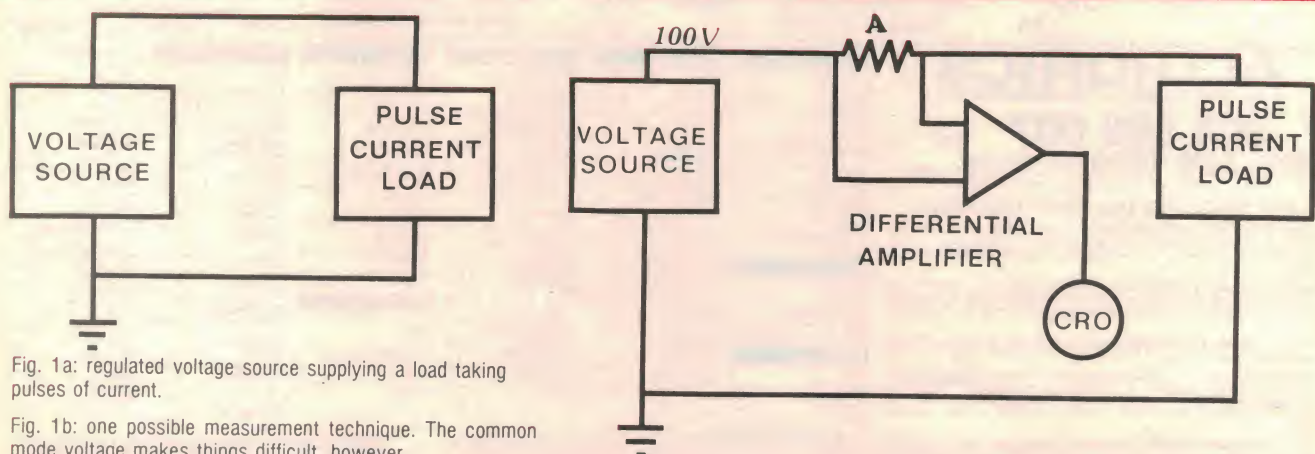 VOLTAGE
SOURCE
PULSE
CURRENT
LOAD
Fig. 1a: regulated voltage source supplying a load taking
pulses of current.
Fig. 1b: one possible measurement technique. The common
mode voltage makes things difficult, however.
100V
A
VOLTAGE
SOURCE
DIFFERENTIAL
AMPLIFIER
CRO
PULSE
CURRENT
LOAD